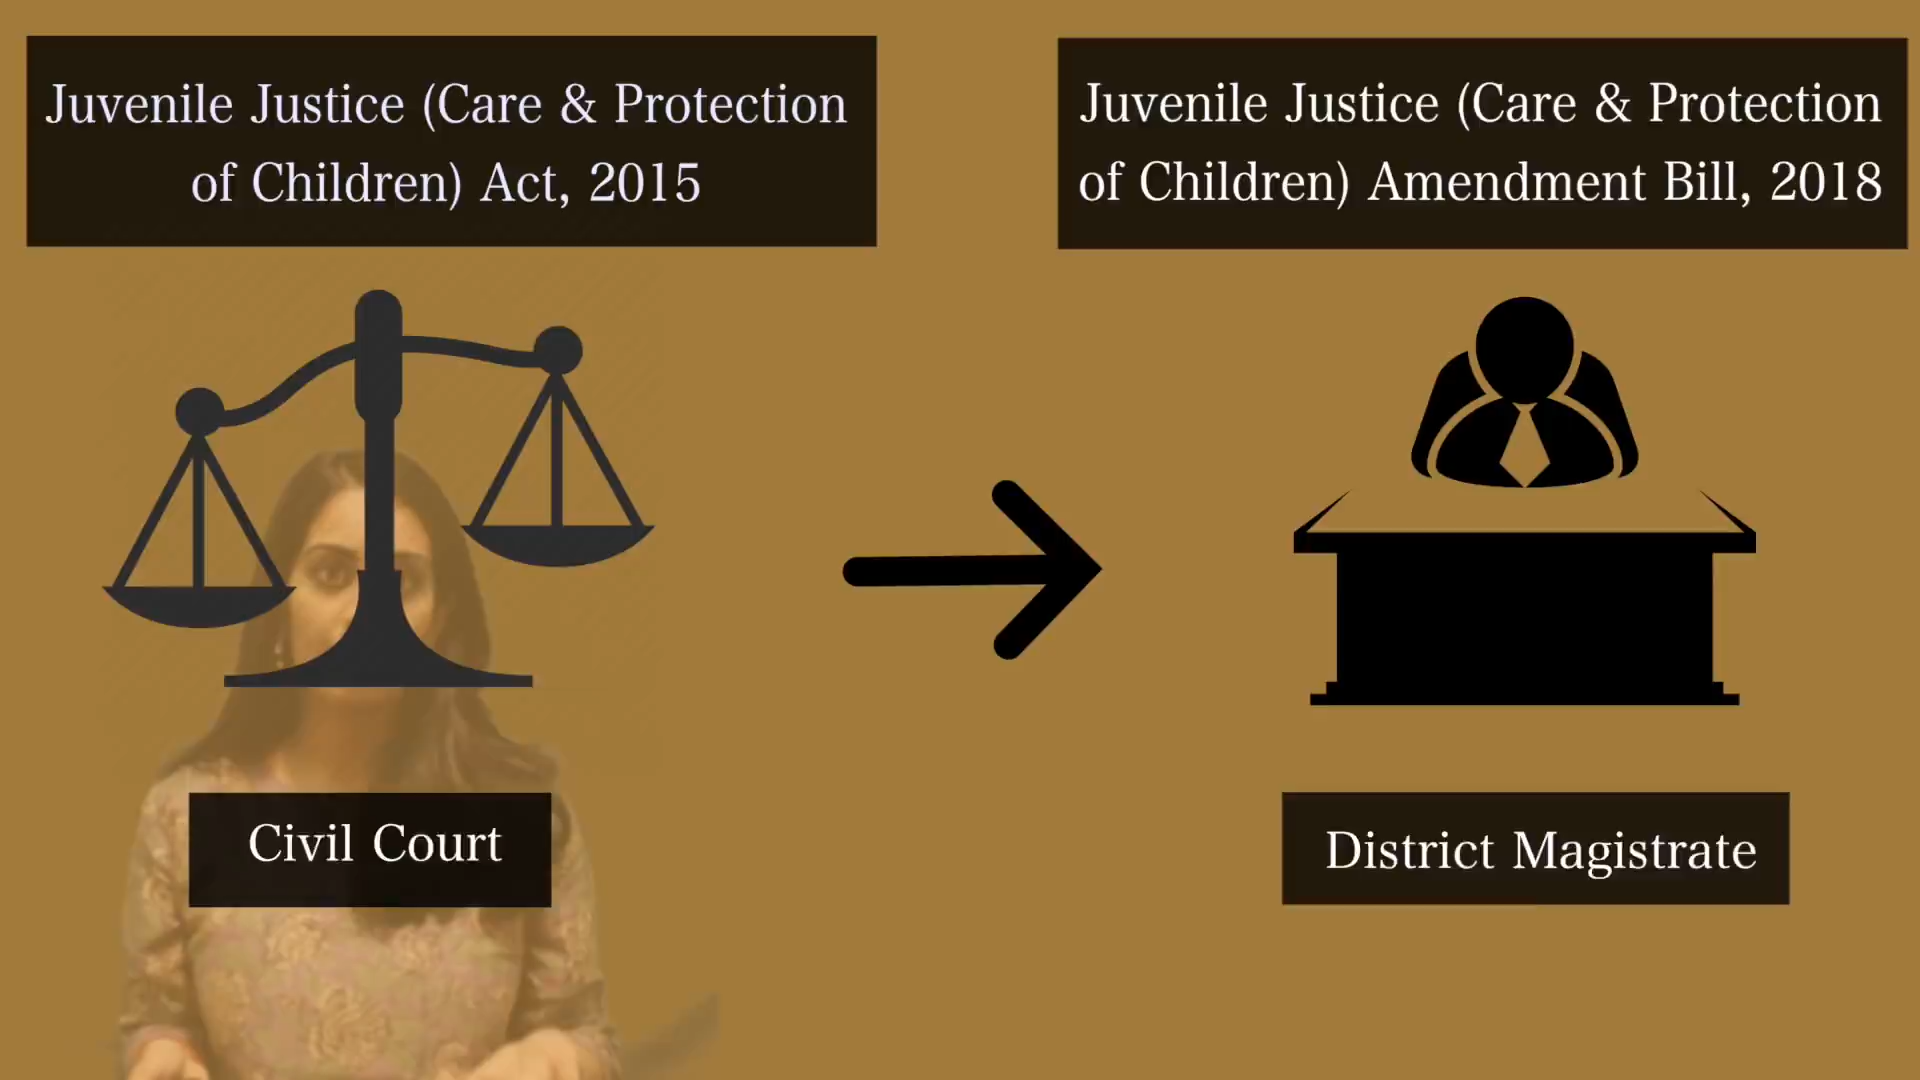 Juvenile Justice (Care & Protection
of Children) Act, 2015
Juvenile Justice (Care & Protection
of Children) Amendment Bill, 2018
Civil Court
District Magistrate